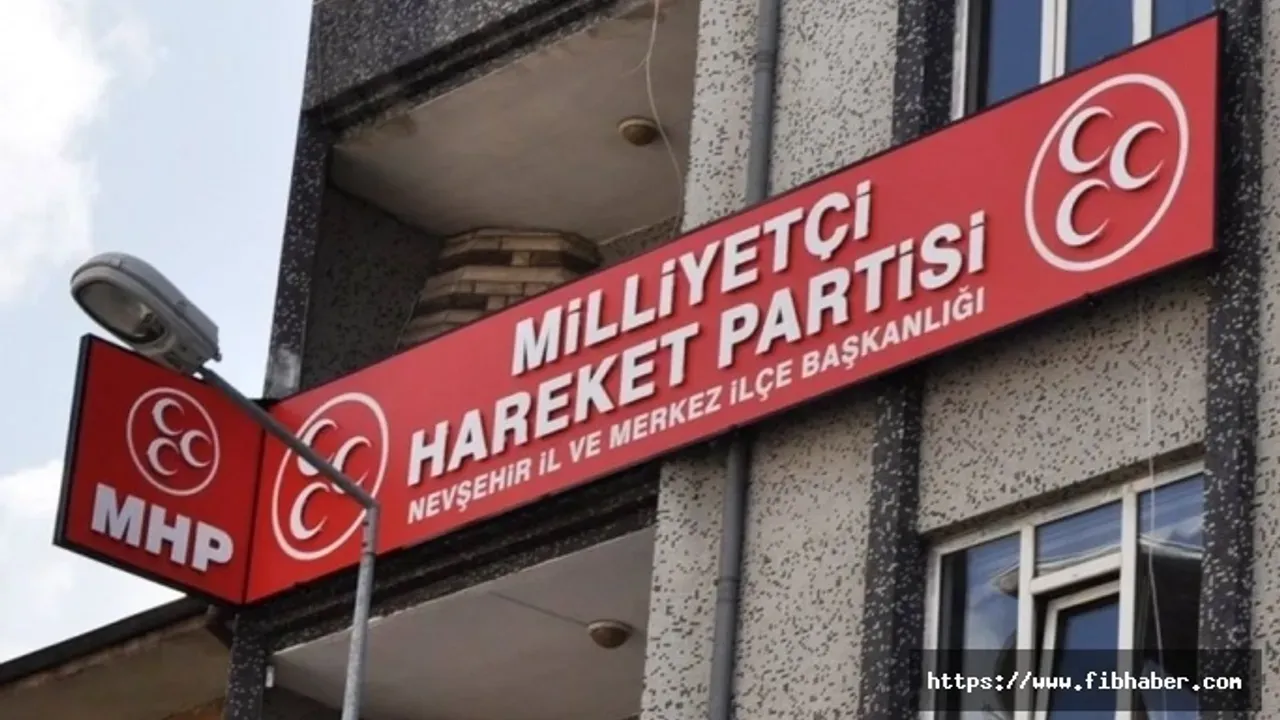 MİLLİYETÇİ
HAREKET PARTİSİ
NEVŞEHİR İL VE MERKEZ İLÇE BAŞKANLIĞI
MHP
https://www.fibhaber.com